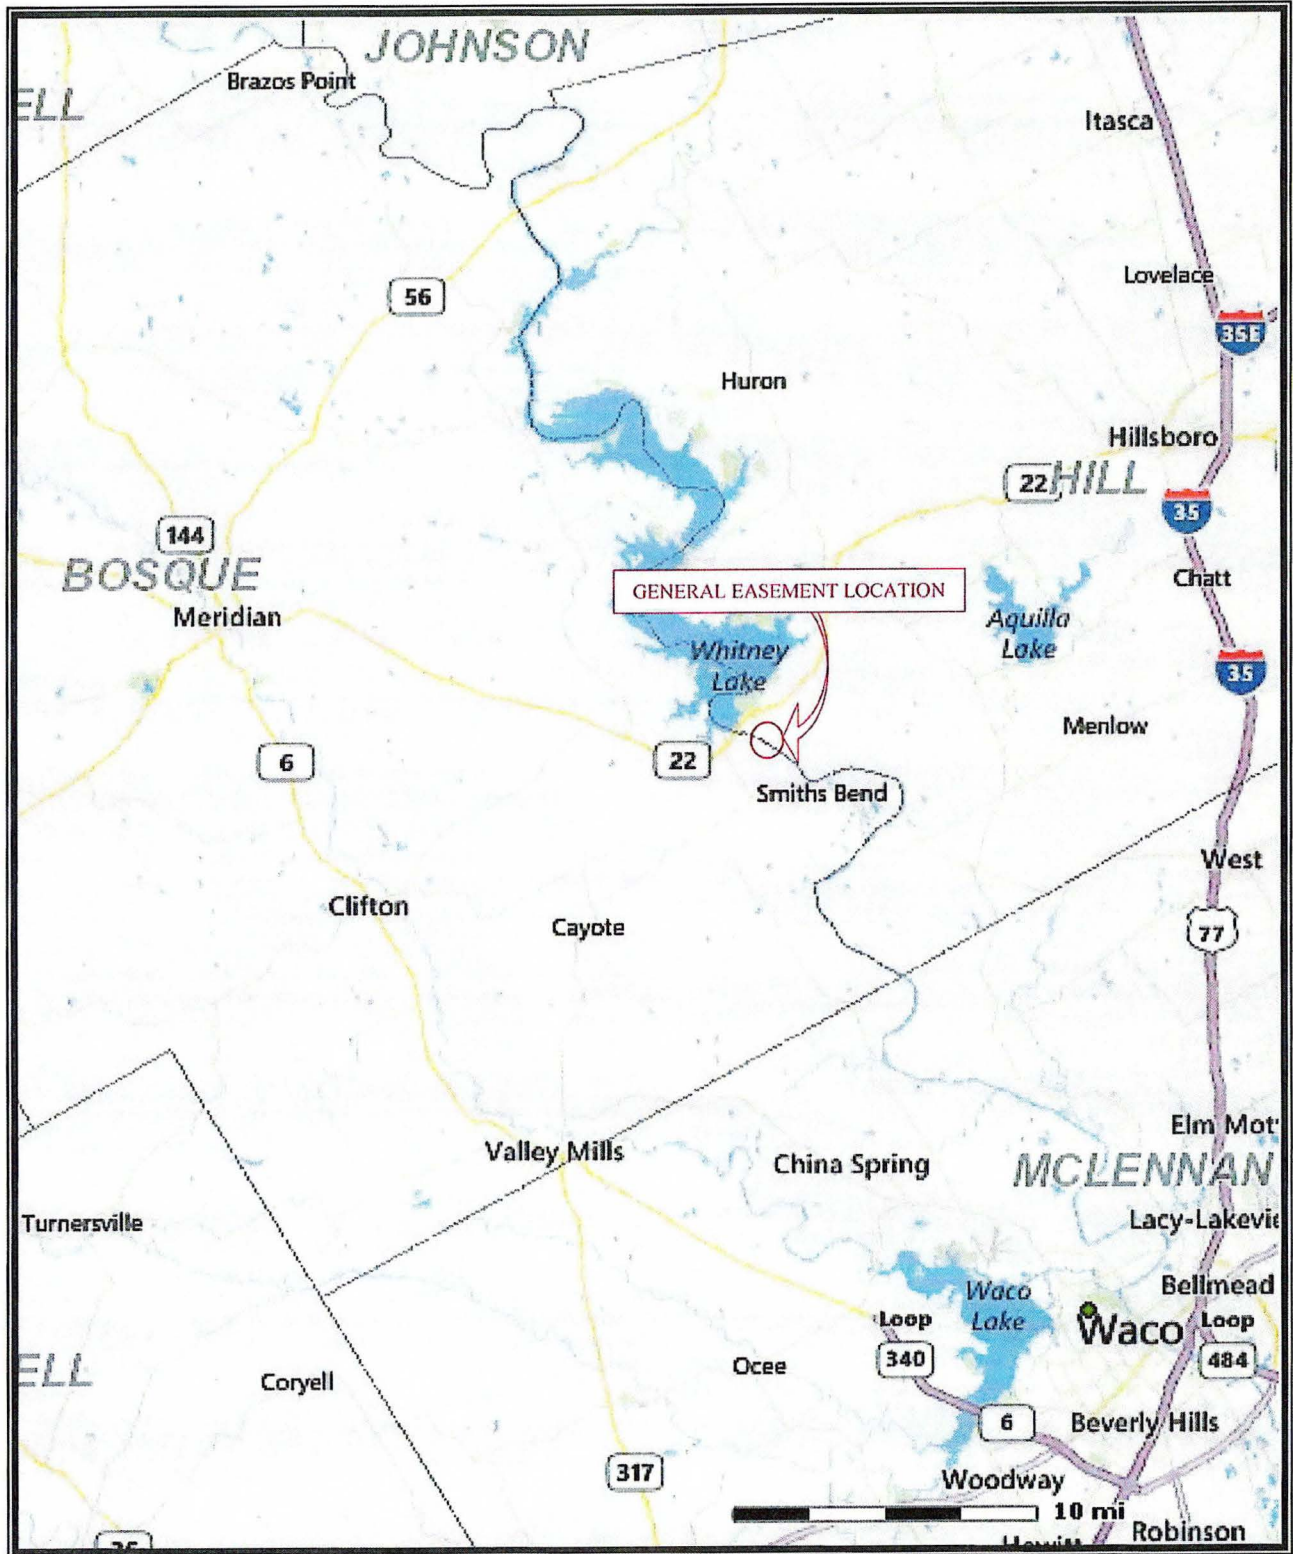 JOHNSON
Brazos Point
ELL
Itasca
Lovelace
56
35E
Huron
Hillsboro
22
HILL
35
144
BOSQUE
Chatt
GENERAL EASEMENT LOCATION
Meridian
Aquilla
Lake
Whitney
Lake
35
Menlow
6
22
Smiths Bend
West
Clifton
Cayote
77
Elm Mot
Valley Mills
China Spring
MCLENNAN
Turnersville
Lacy-Lakevie
Waco
Lake
Bellmead
Loop
340
Waco
Loop
484
ELL
Coryell
Ocee
6
Beverly Hills
317
Woodway
10 mi
Robinson